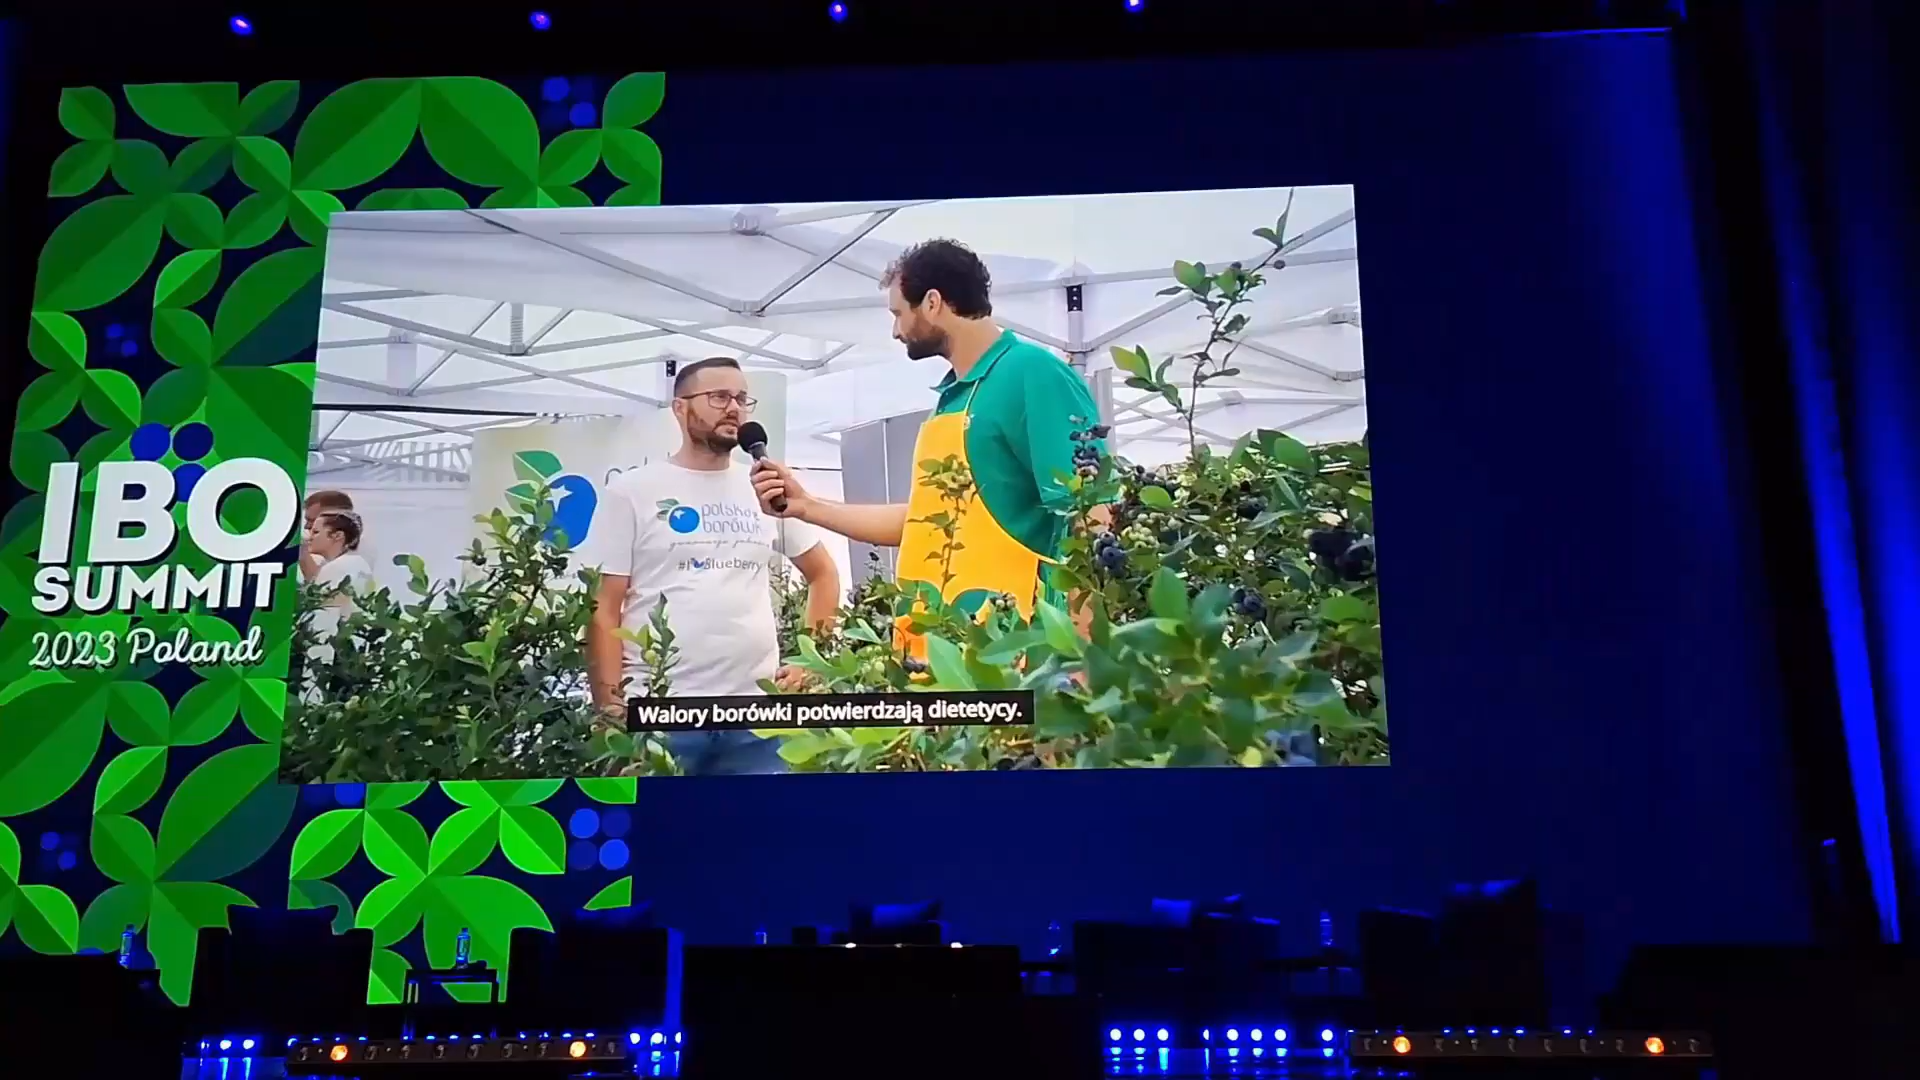 IBO
SUMMIT
2023 Poland
polska
borówka
#I Blueberry
Walory borówki potwierdzają dietetycy.